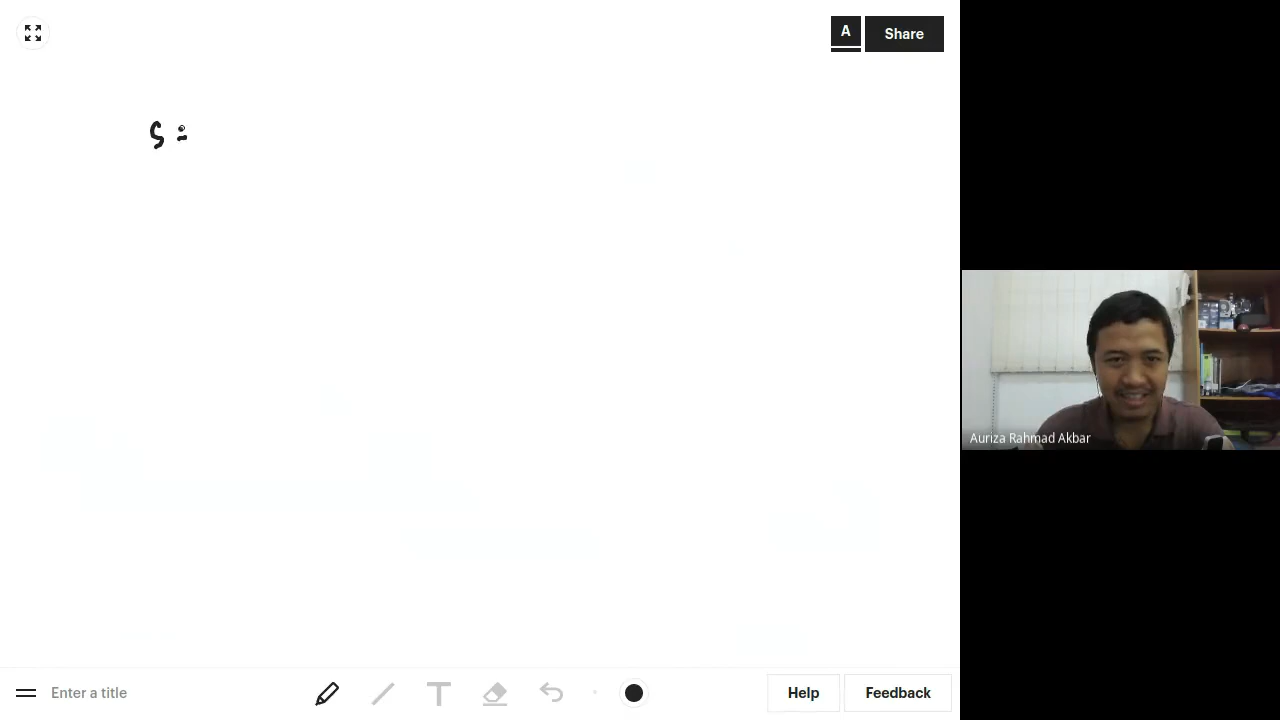 A
Share
S =
Auriza Rahmad Akbar
Enter a title
T
Help
Feedback